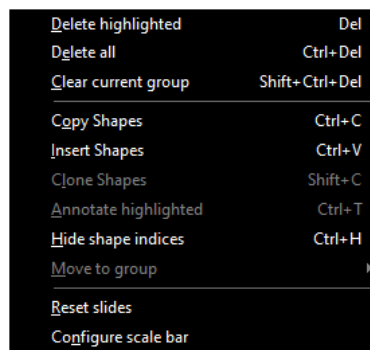 Delete highlighted Del
Delete all Ctrl+Del
Clear current group Shift+Ctrl+Del
Copy Shapes Ctrl+C
Insert Shapes Ctrl+V
Clone Shapes Shift+C
Annotate highlighted Ctrl+T
Hide shape indices Ctrl+H
Move to group
Reset slides
Configure scale bar